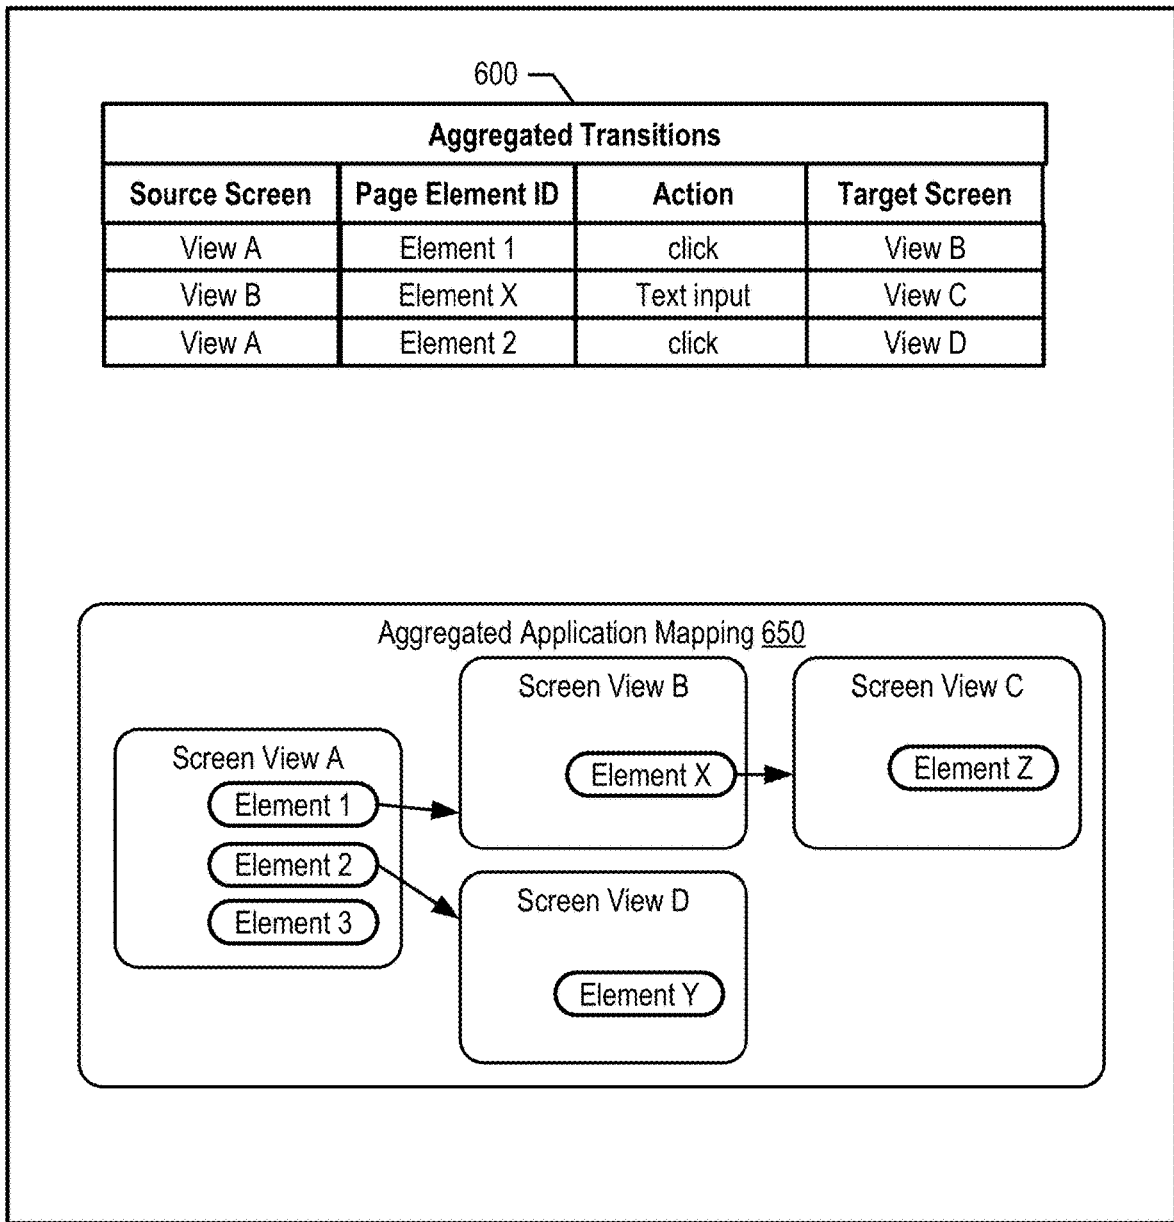 600
Aggregated Transitions
Source Screen Page Element ID Action Target Screen
View A Element 1 click View B
View B Element X Text input View C
View A Element 2 click View D
Aggregated Application Mapping 650
Screen View A
Element 1
Element 2
Element 3
Screen View B
Element X
Screen View C
Element Z
Screen View D
Element Y